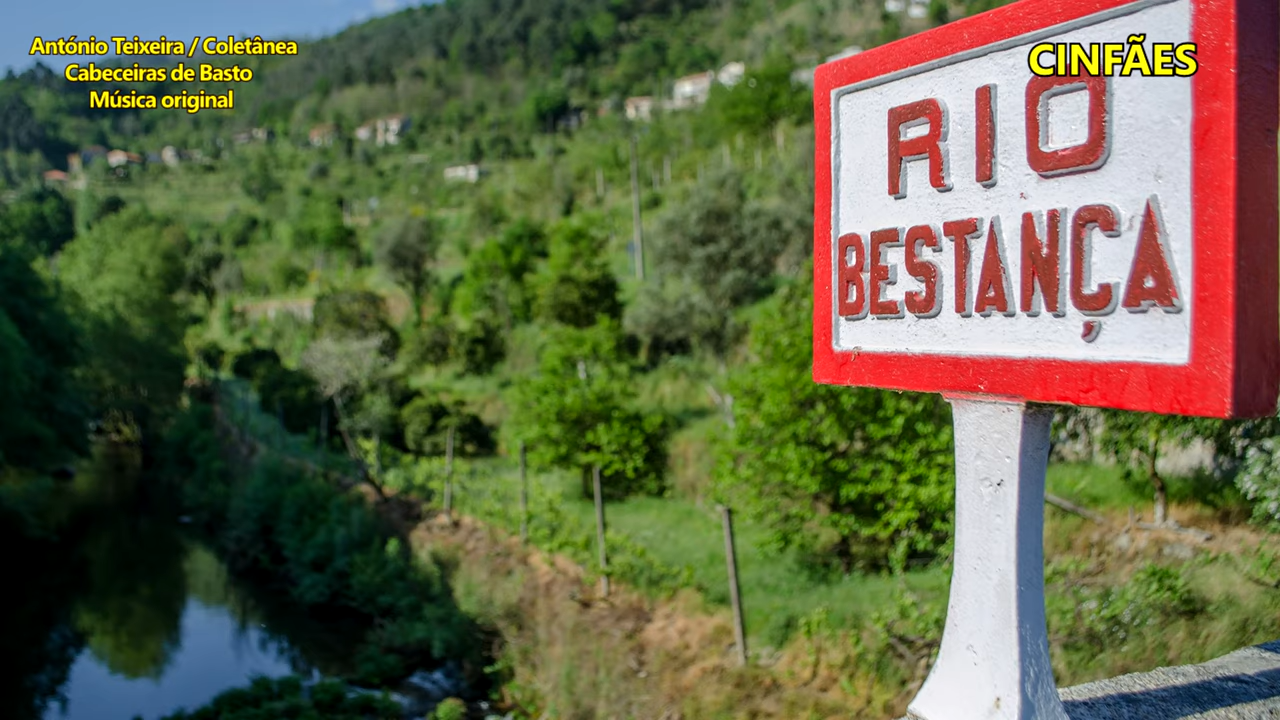 António Teixeira / Coletânea
Cabeceiras de Basto
Música original
CINFÃES
RIO
BESTANÇA